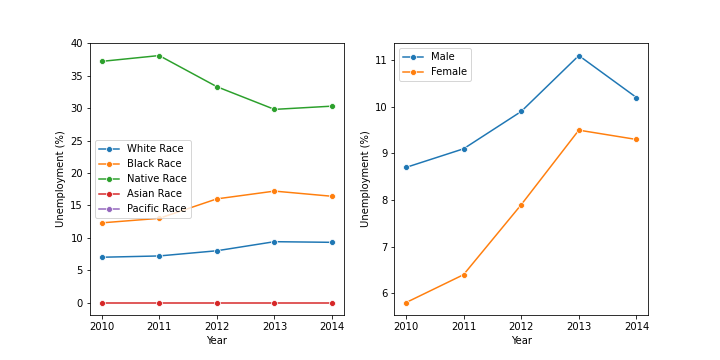 40
35
30
25
20
15
10
5
0
Unemployment (%)
White Race
Black Race
Native Race
Asian Race
Pacific Race
2010 2011 2012 2013 2014
Year
11
10
9
8
7
6
Unemployment (%)
Male
Female
2010 2011 2012 2013 2014
Year